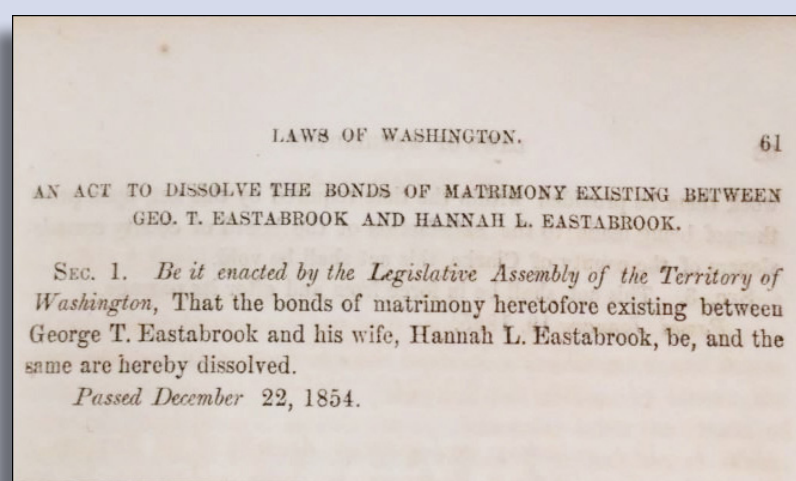 LAWS OF WASHINGTON. 61
AN ACT TO DISSOLVE THE BONDS OF MATRIMONY EXISTING BETWEEN
GEO. T. EASTABROOK AND HANNAH L. EASTABROOK.
SEC. 1. Be it enacted by the Legislative Assembly of the Territory of
Washington, That the bonds of matrimony heretofore existing between
George T. Eastabrook and his wife, Hannah L. Eastabrook, be, and the
same are hereby dissolved.
Passed December 22, 1854.